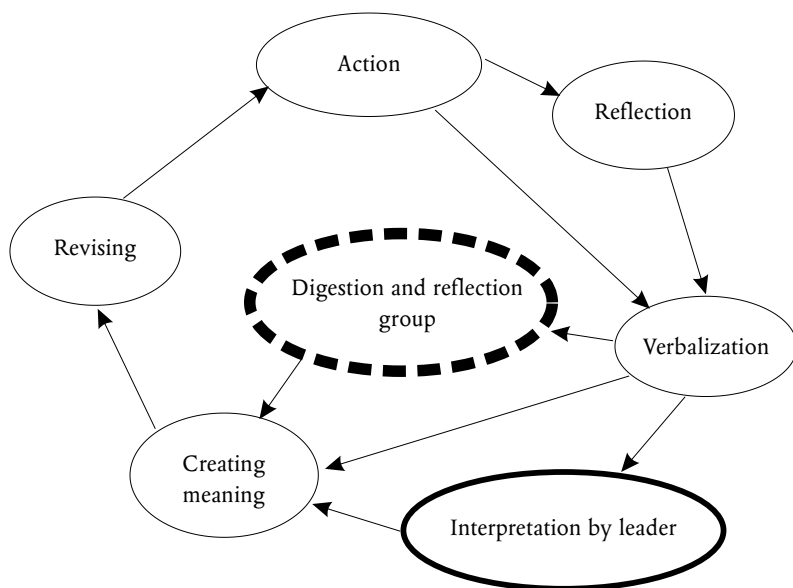 Action
Reflection
Revising
Digestion and reflection
group
Verbalization
Creating
meaning
Interpretation by leader